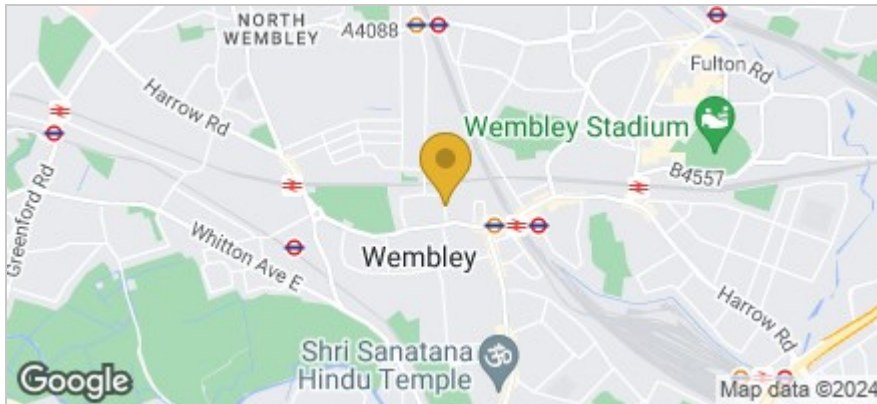 NORTH
WEMBLEY
A4088
Fulton Rd
Harrow Rd
Wembley Stadium
B4557
Greenford Rd
Whitton Ave E
Wembley
Harrow Rd
Shri Sanatana
Hindu Temple
Google
Map data ©2024